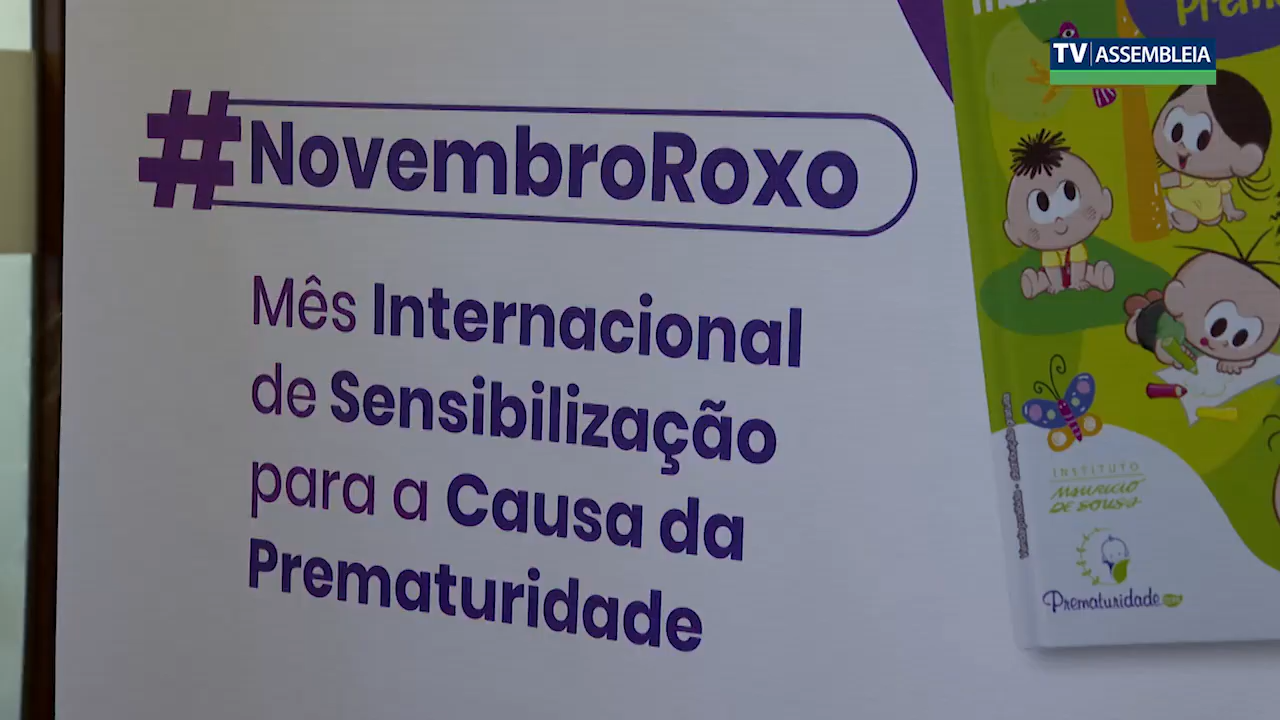 TV ASSEMBLEIA
#NovembroRoxo
Mês Internacional
de Sensibilização
para a Causa da
Prematuridade
INSTITUTO
MAURICIO
DE SOUSA
Prematuridade